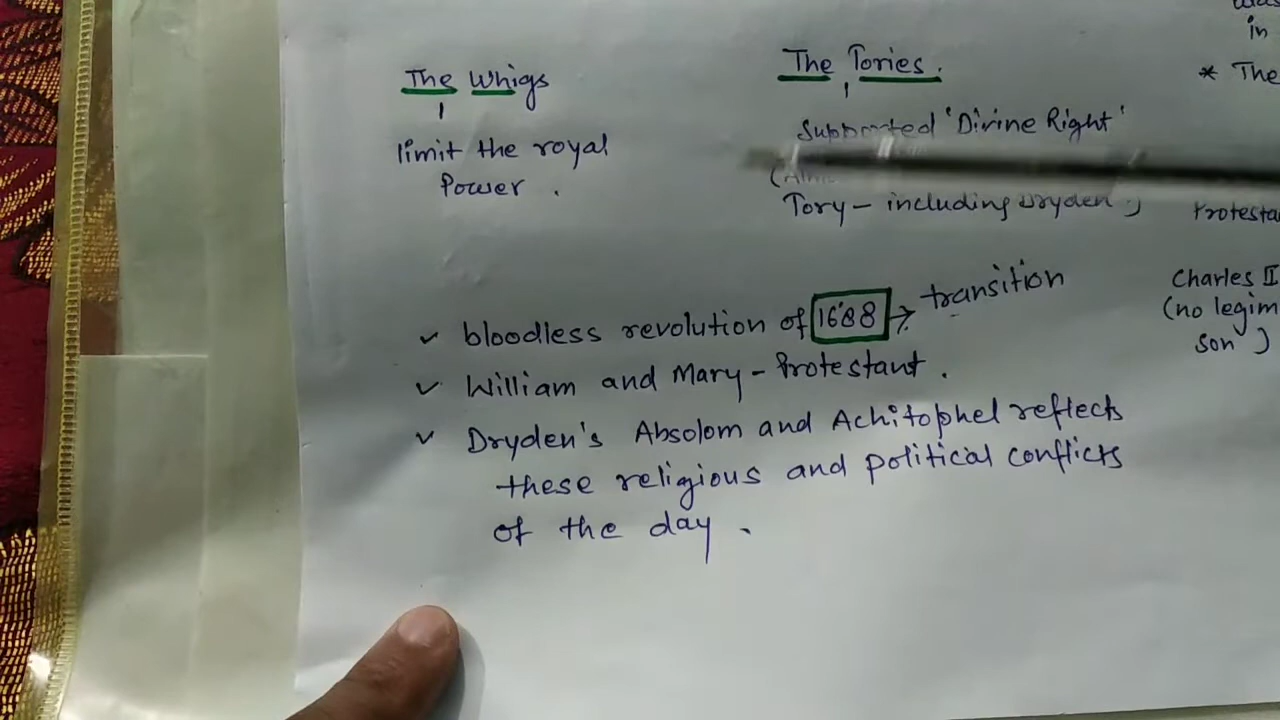 The Whigs
limit the royal
Power .
The Tories .
Supported 'Divine Right'
Tory - including Dryden )
✓ bloodless revolution of 1688 → transition
✓ William and Mary - Protestant .
✓ Dryden's Absolom and Achitophel reflects
these religious and political conflicts
of the day .
in
* The
Protesta
Charles II
(no legim
son )